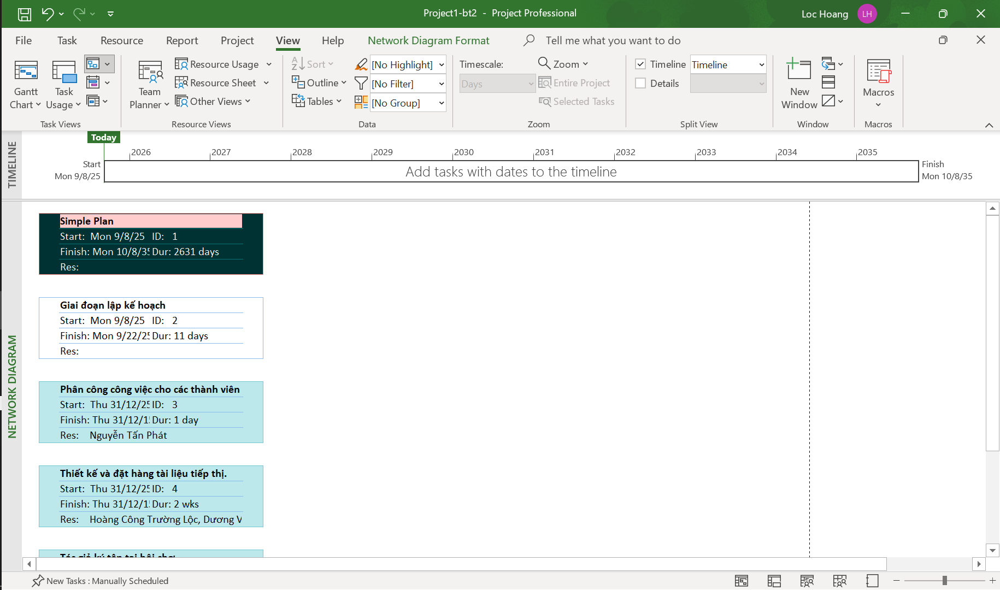 Project1-bt2 - Project Professional
Loc Hoang LH
File Task Resource Report Project View Help Network Diagram Format Tell me what you want to do
Gantt Chart
Task Usage
Task Views
Team Planner
Resource Usage
Resource Sheet
Other Views
Resource Views
Sort
Outline
Tables
[No Highlight]
[No Filter]
[No Group]
Data
Timescale:
Days
Zoom
Entire Project
Selected Tasks
Zoom
Timeline Timeline
Details
Split View
New Window
Window
Macros
Macros
TIMELINE
Today
2026 2027 2028 2029 2030 2031 2032 2033 2034 2035
Start
Mon 9/8/25
Add tasks with dates to the timeline
Finish
Mon 10/8/35
NETWORK DIAGRAM
Simple Plan
Start: Mon 9/8/25 ID: 1
Finish: Mon 10/8/35 Dur: 2631 days
Res:
Giai đoạn lập kế hoạch
Start: Mon 9/8/25 ID: 2
Finish: Mon 9/22/25 Dur: 11 days
Res:
Phân công công việc cho các thành viên
Start: Thu 31/12/25 ID: 3
Finish: Thu 31/12/1 Dur: 1 day
Res: Nguyễn Tấn Phát
Thiết kế và đặt hàng tài liệu tiếp thị.
Start: Thu 31/12/25 ID: 4
Finish: Thu 31/12/1 Dur: 2 wks
Res: Hoàng Công Trường Lộc, Dương V
New Tasks : Manually Scheduled